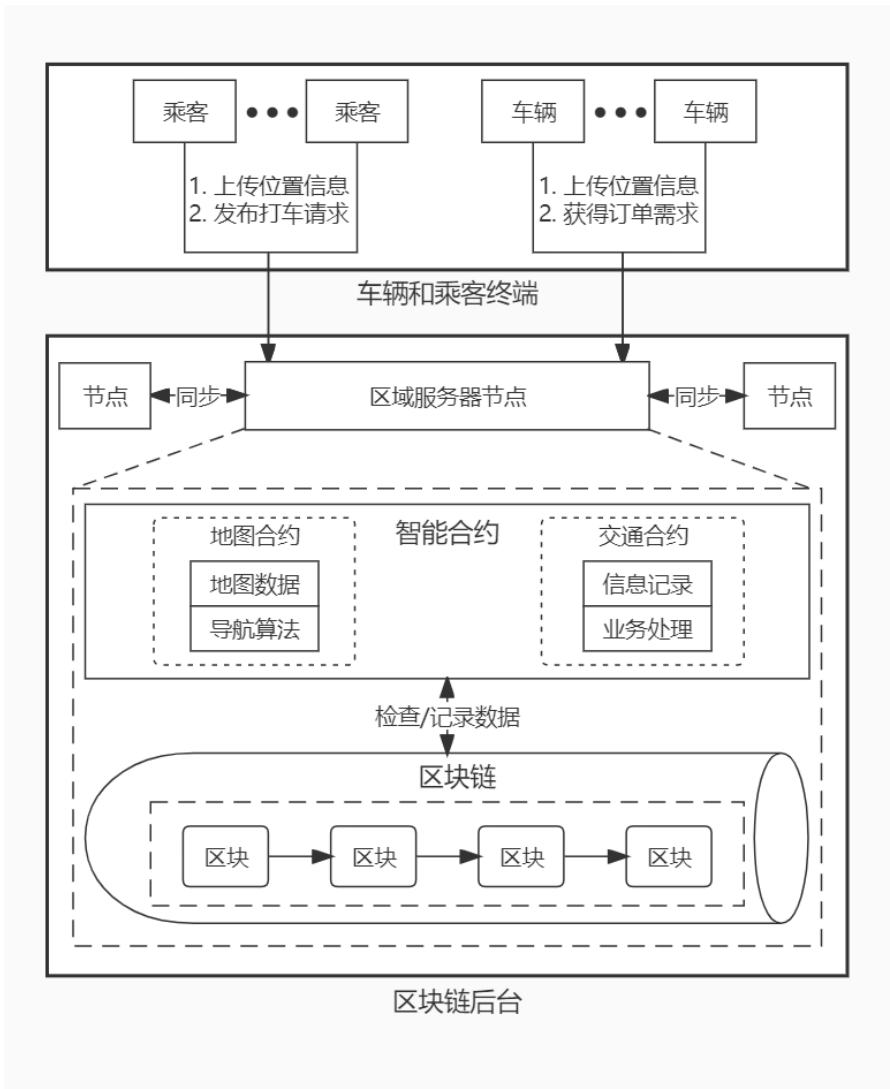 乘客 ●●● 乘客 车辆 ●●● 车辆
1. 上传位置信息
2. 发布打车请求
1. 上传位置信息
2. 获得订单需求
车辆和乘客终端
节点 同步 区域服务器节点 同步 节点
智能合约
地图合约
地图数据
导航算法
交通合约
信息记录
业务处理
检查/记录数据
区块链
区块 区块 区块 区块
区块链后台